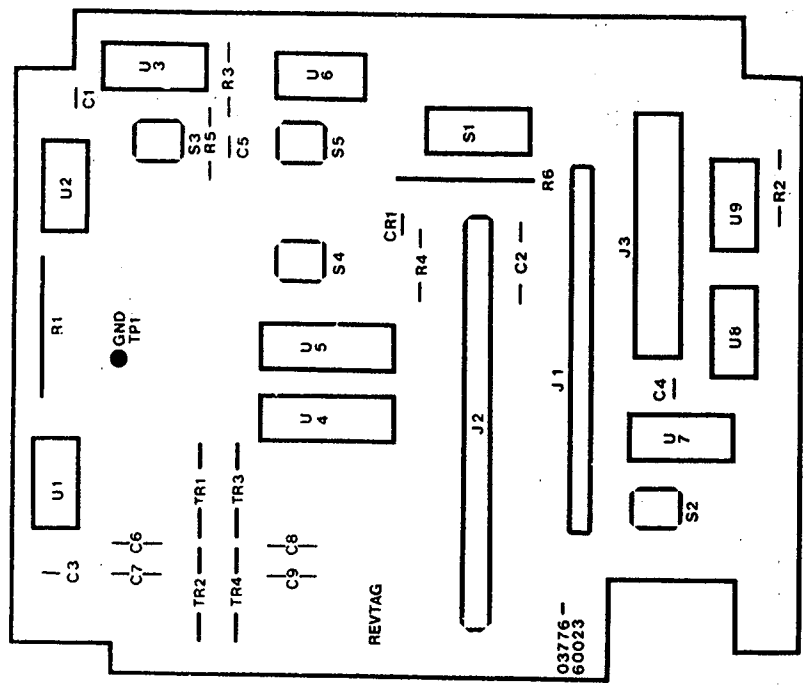 U3
R3
U6
C1
S3
R5
C5
S5
S1
U2
R6
CR1
R4
C2
J3
U9
R2
S4
R1
GND
TP1
U5
U8
J1
C4
U4
J2
U7
U1
TR1
TR3
S2
C6
C8
C3
C7
C9
TR2
TR4
REVTAG
03776-
60023